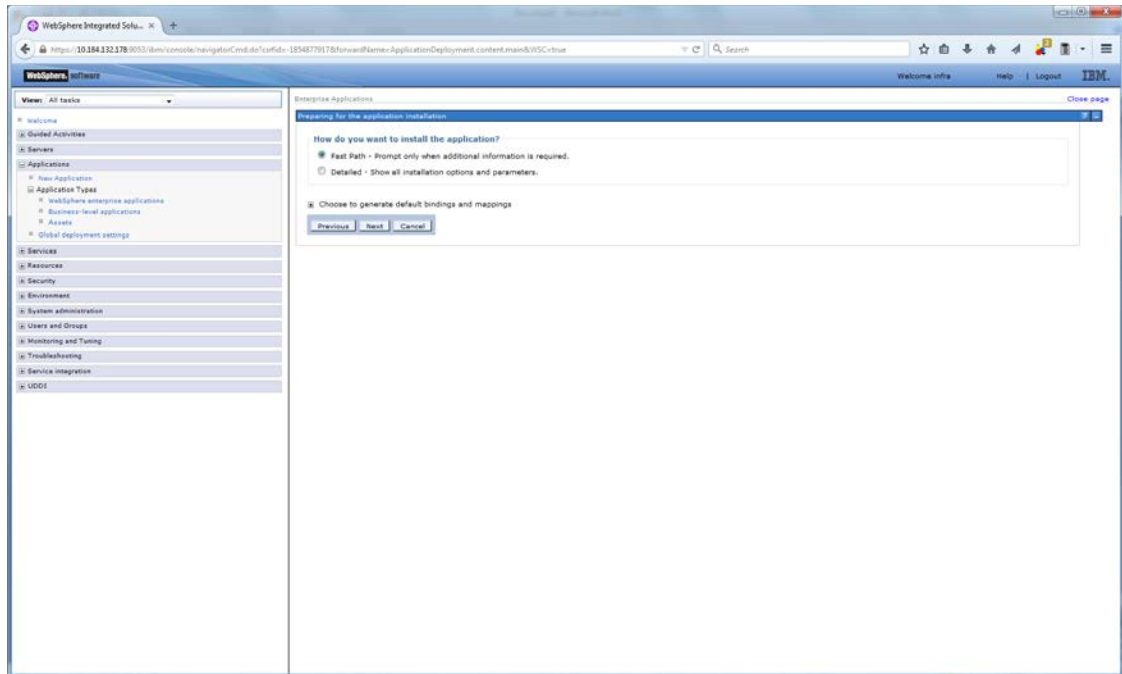 WebSphere Integrated Solu...
https://10.184.132.178:9053/ibm/console/navigatorCmd.do?csrfid=-1854877917&forwardName=ApplicationDeployment.content.main&WSC=true
Search
2
WebSphere. software
Welcome infra
Help | Logout
IBM.
View: All tasks
Welcome
Guided Activities
Servers
Applications
New Application
Application Types
WebSphere enterprise applications
Business-level applications
Assets
Global deployment settings
Services
Resources
Security
Environment
System administration
Users and Groups
Monitoring and Tuning
Troubleshooting
Service integration
UDDI
Enterprise Applications
Close page
Preparing for the application installation
?
How do you want to install the application?
Fast Path - Prompt only when additional information is required.
Detailed - Show all installation options and parameters.
Choose to generate default bindings and mappings
Previous Next Cancel